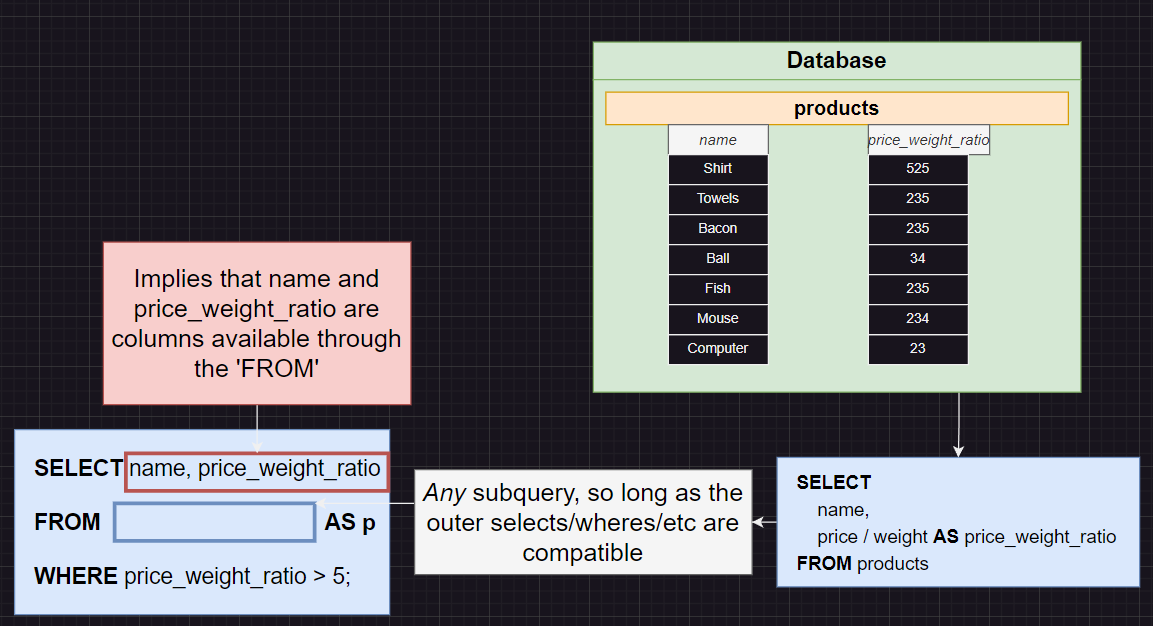 Database
products
name price_weight_ratio
Shirt 525
Towels 235
Bacon 235
Ball 34
Fish 235
Mouse 234
Computer 23
Implies that name and
price_weight_ratio are
columns available through
the 'FROM'
SELECT name, price_weight_ratio
FROM AS p
WHERE price_weight_ratio > 5;
Any subquery, so long as the
outer selects/wheres/etc are
compatible
SELECT
name,
price / weight AS price_weight_ratio
FROM products